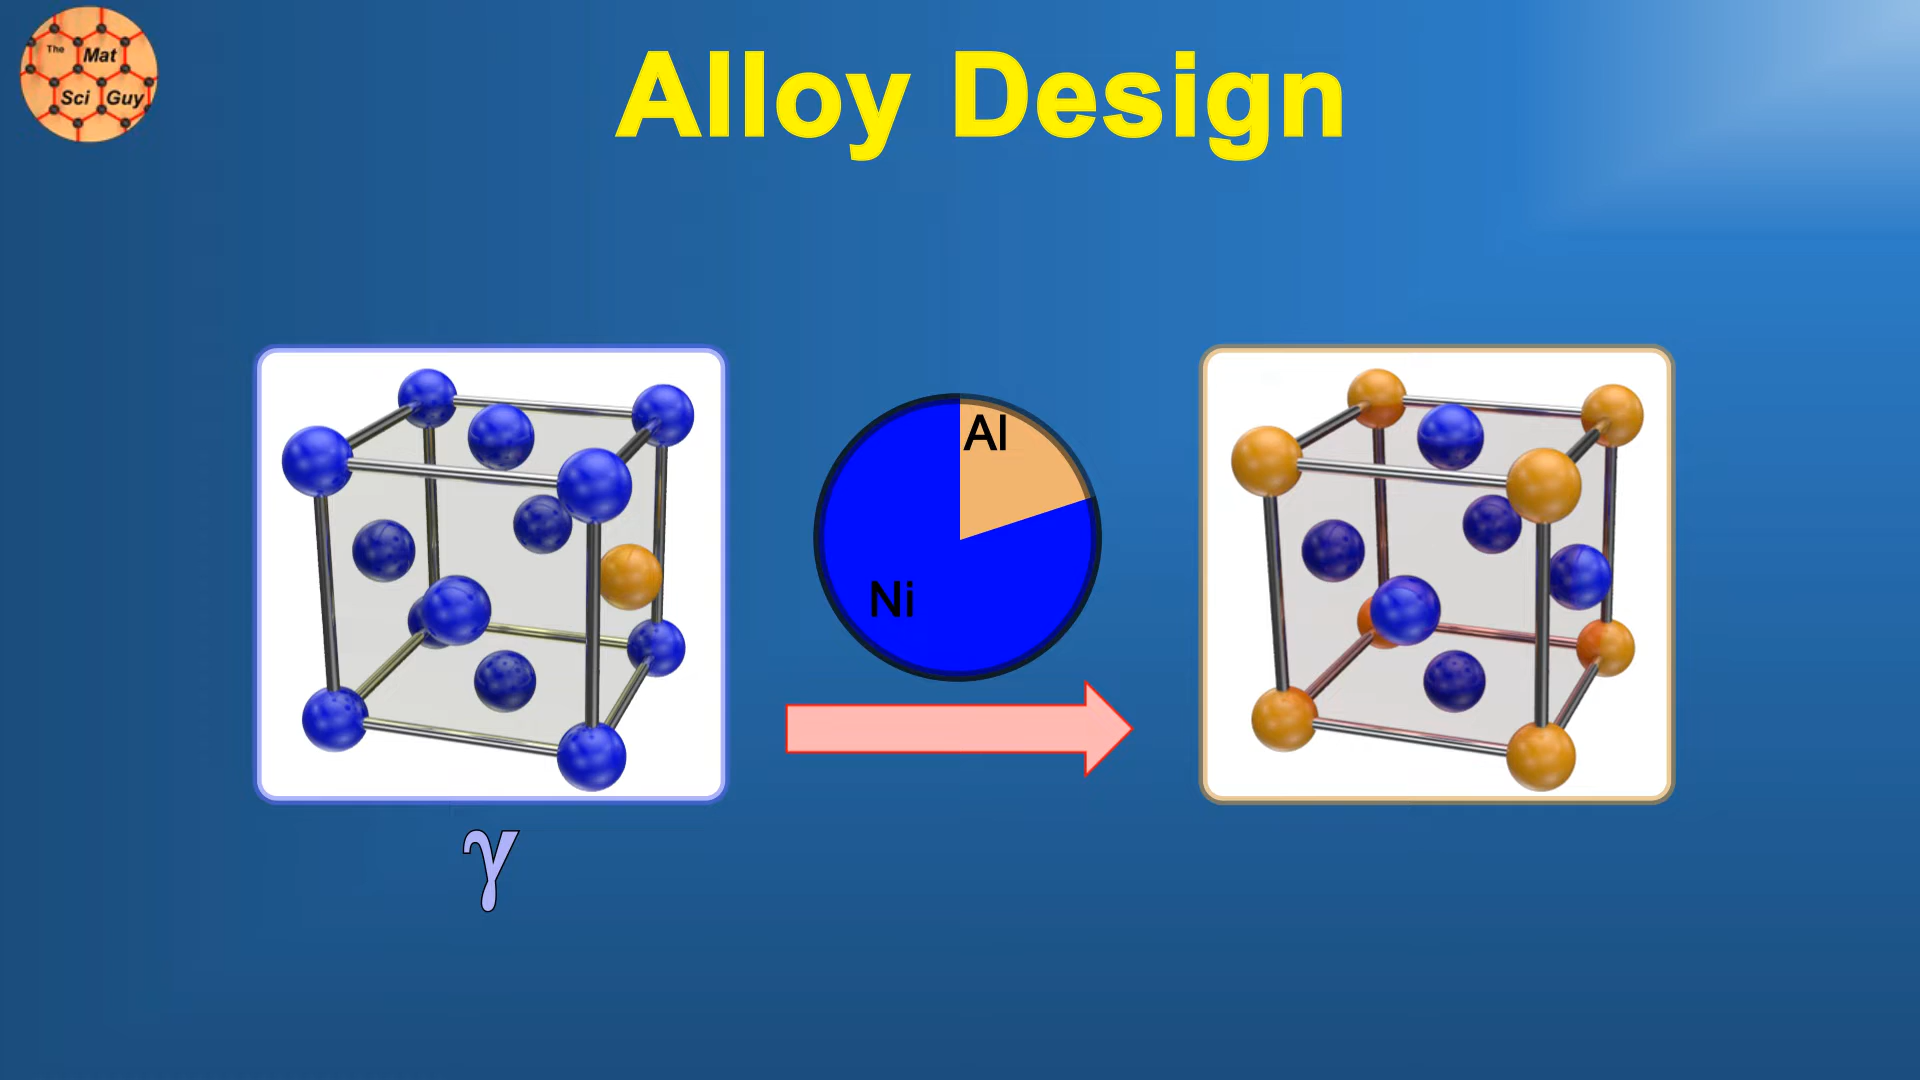 The
Mat
Sci Guy
Alloy Design
Al
Ni
γ